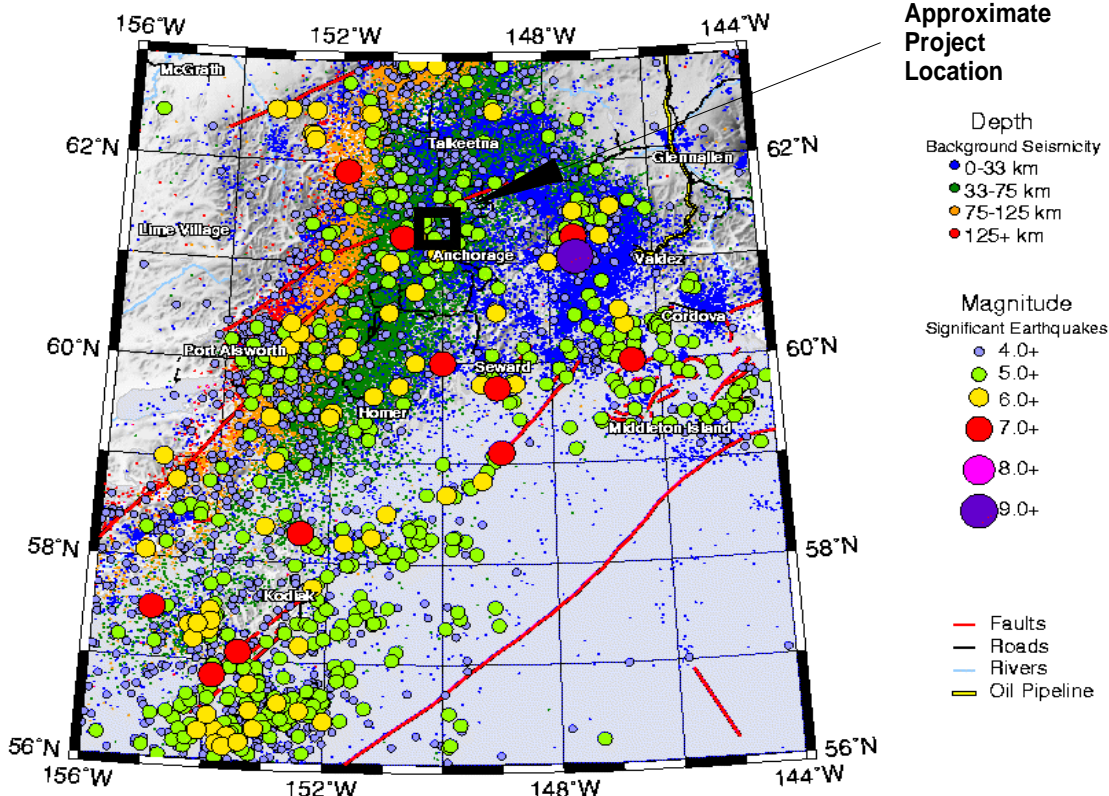 156°W
152°W
148°W
144°W
Approximate
Project
Location
McGrath
62°N
Talkeetna
Glennallen
62°N
Lime Village
Anchorage
Valdez
Cordova
60°N
Port Alsworth
Seward
60°N
Homer
Middleton Island
58°N
58°N
Kodiak
56°N
56°N
156°W
152°W
148°W
144°W
Depth
Background Seismicity
0-33 km
33-75 km
75-125 km
125+ km
Magnitude
Significant Earthquakes
4.0+
5.0+
6.0+
7.0+
8.0+
9.0+
Faults
Roads
Rivers
Oil Pipeline